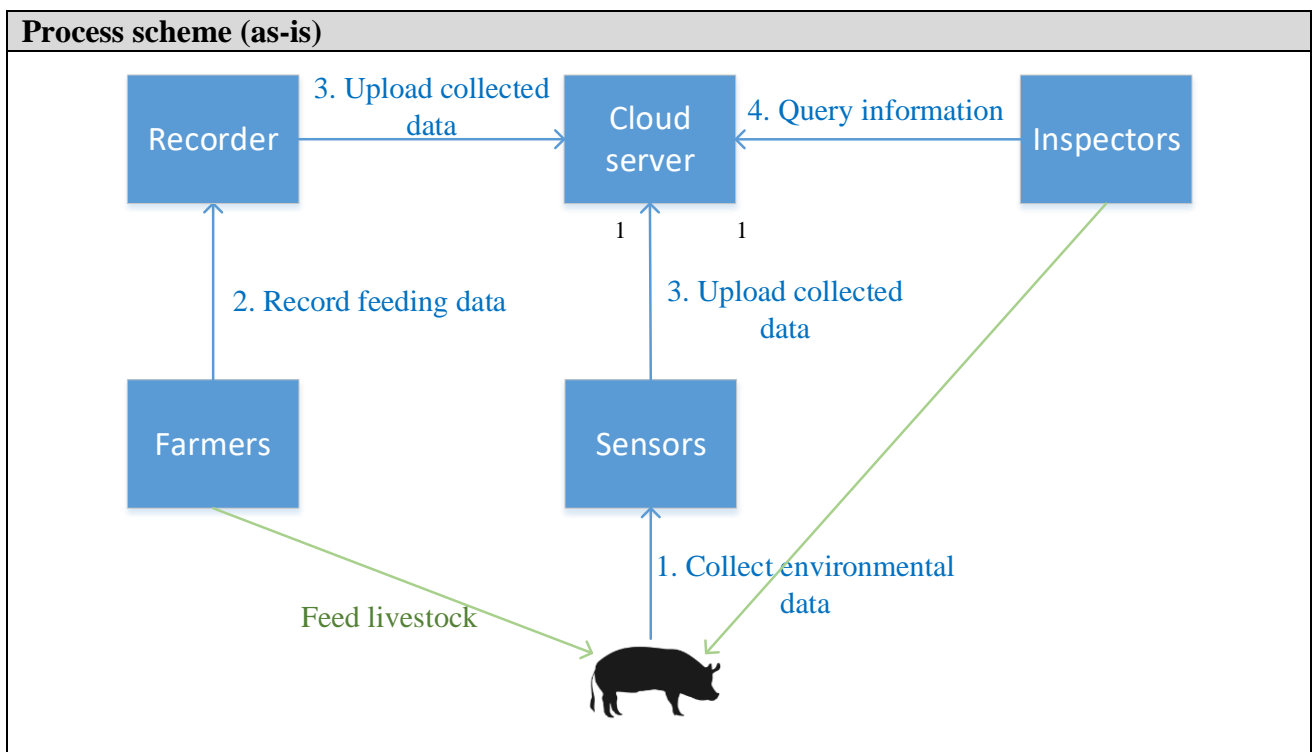 Process scheme (as-is)
3. Upload collected
data
Recorder
Cloud
server
4. Query information
Inspectors
1 1
2. Record feeding data
3. Upload collected
data
Farmers
Sensors
1. Collect environmental
data
Feed livestock